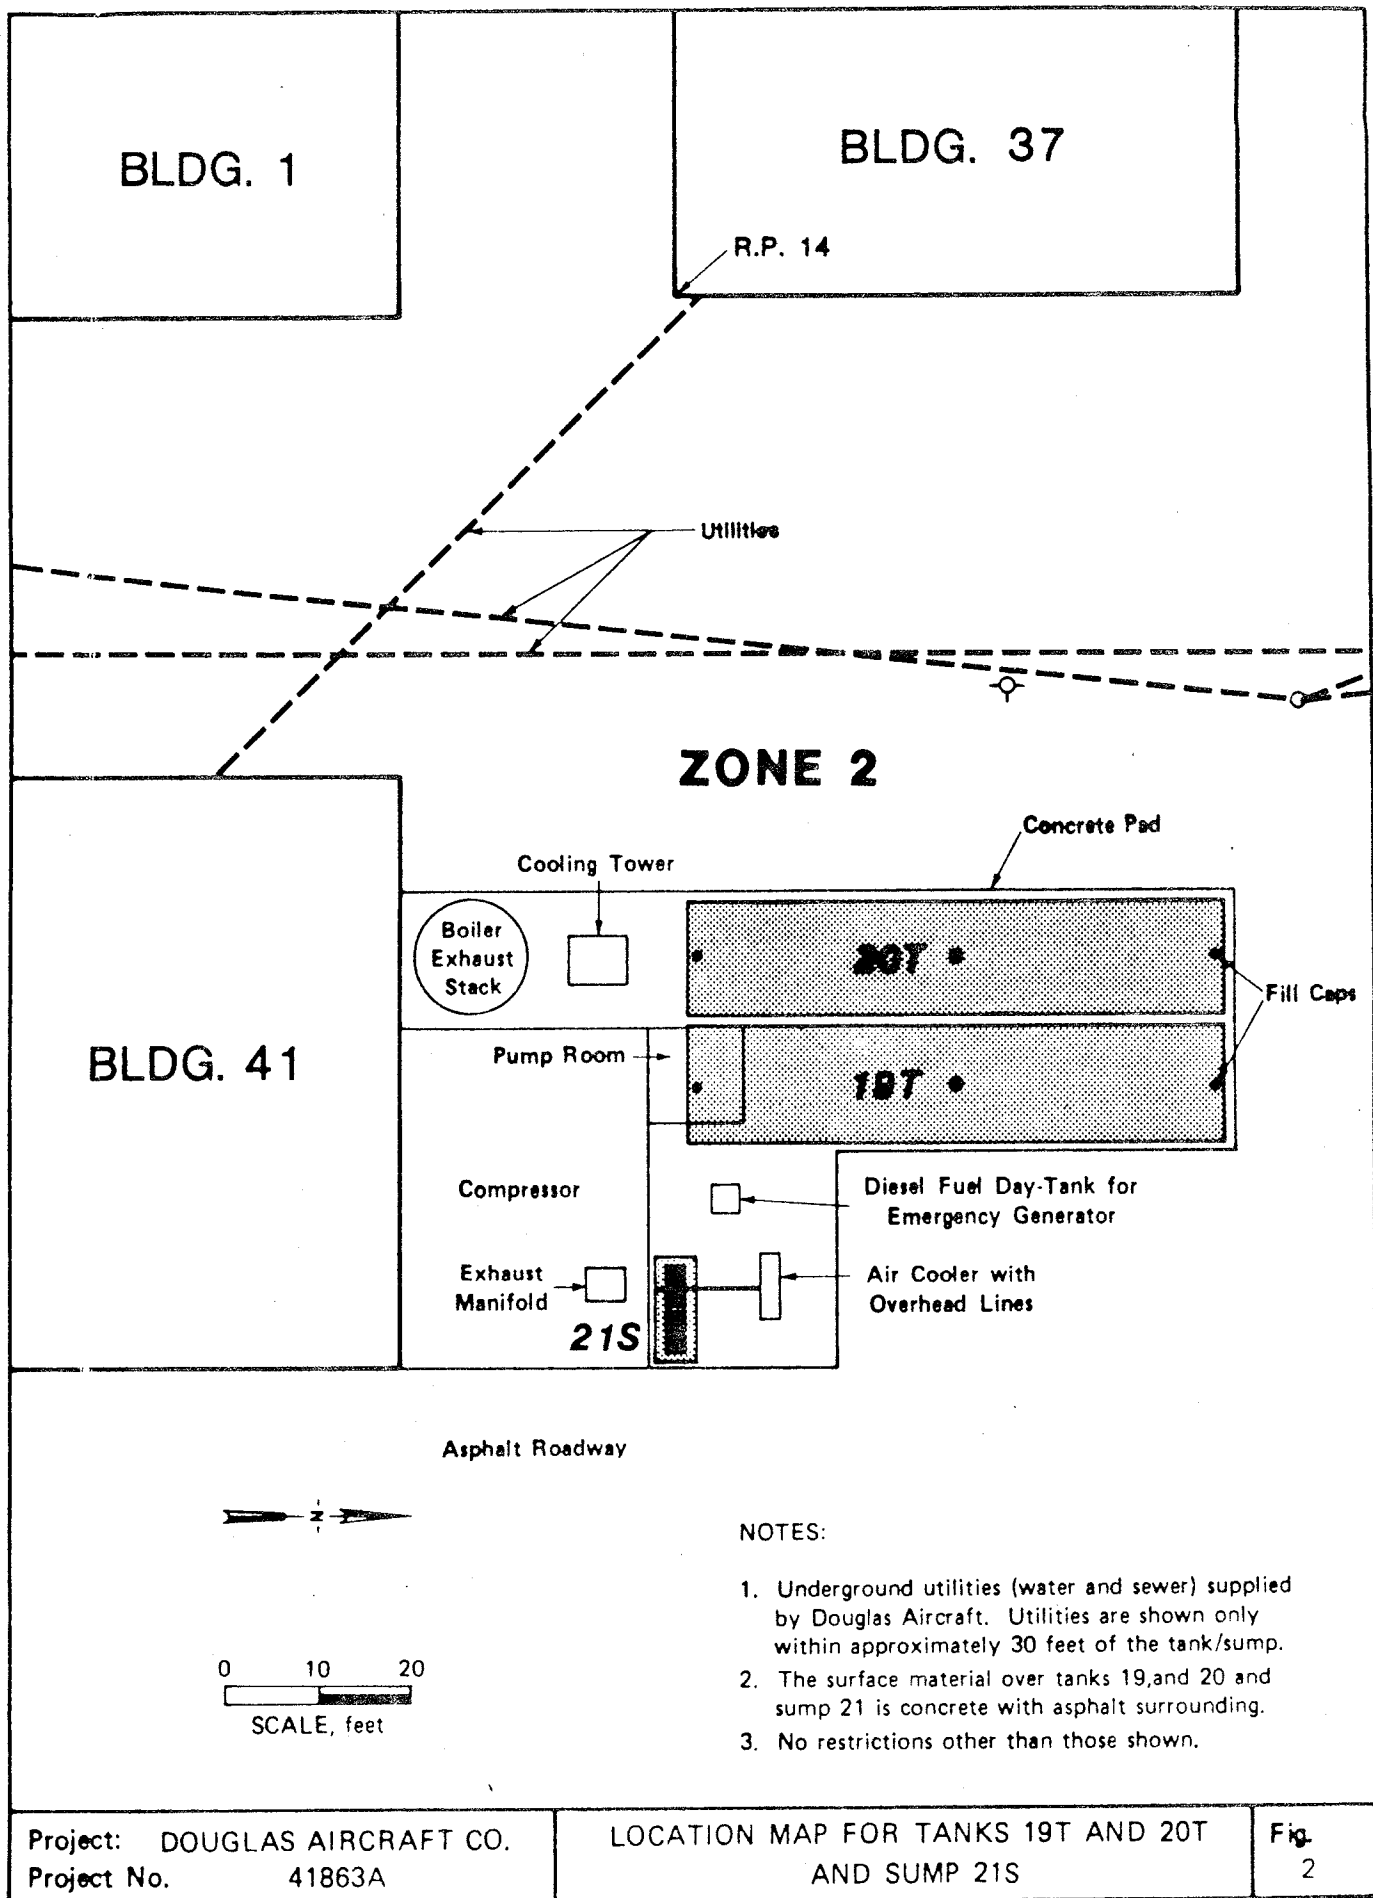 BLDG. 1
BLDG. 37
R.P. 14
Utilities
ZONE 2
Concrete Pad
Cooling Tower
Boiler
Exhaust
Stack
20T
Fill Caps
BLDG. 41
Pump Room
19T
Compressor
Diesel Fuel Day-Tank for
Emergency Generator
Exhaust
Manifold
Air Cooler with
Overhead Lines
21S
Asphalt Roadway
N
NOTES:
1. Underground utilities (water and sewer) supplied
by Douglas Aircraft. Utilities are shown only
within approximately 30 feet of the tank/sump.
2. The surface material over tanks 19,and 20 and
sump 21 is concrete with asphalt surrounding.
3. No restrictions other than those shown.
0 10 20
SCALE, feet
Project: DOUGLAS AIRCRAFT CO.
Project No. 41863A
LOCATION MAP FOR TANKS 19T AND 20T
AND SUMP 21S
Fig.
2